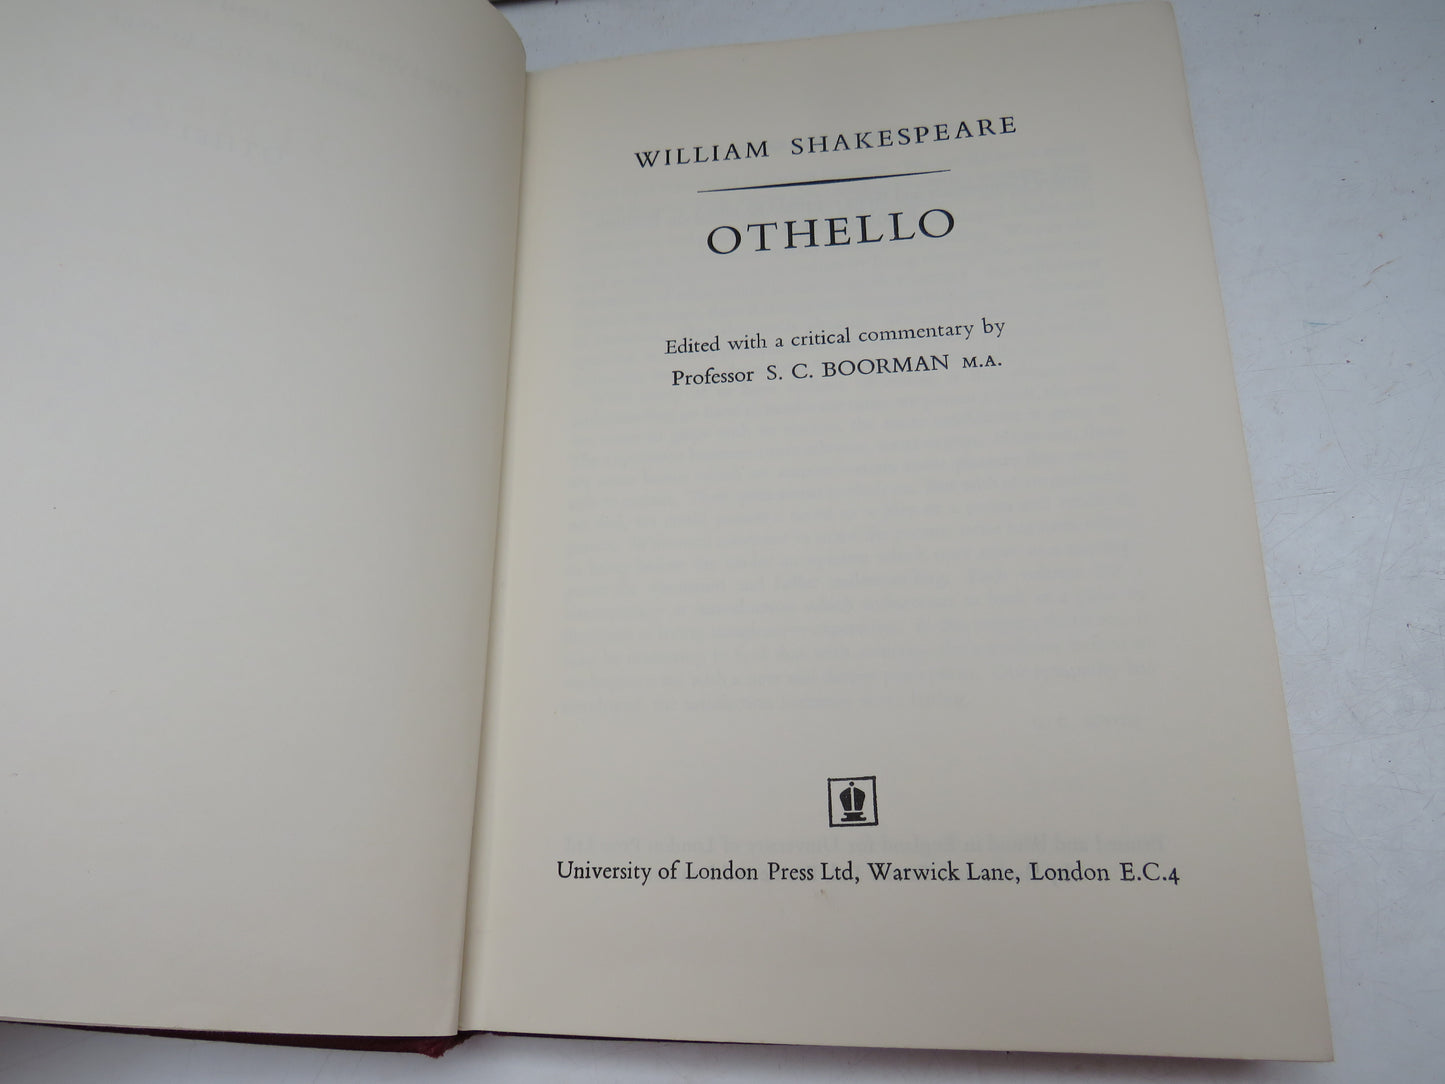 WILLIAM SHAKESPEARE
OTHELLO
Edited with a critical commentary by
Professor S. C. BOORMAN M.A.
University of London Press Ltd, Warwick Lane, London E.C.4